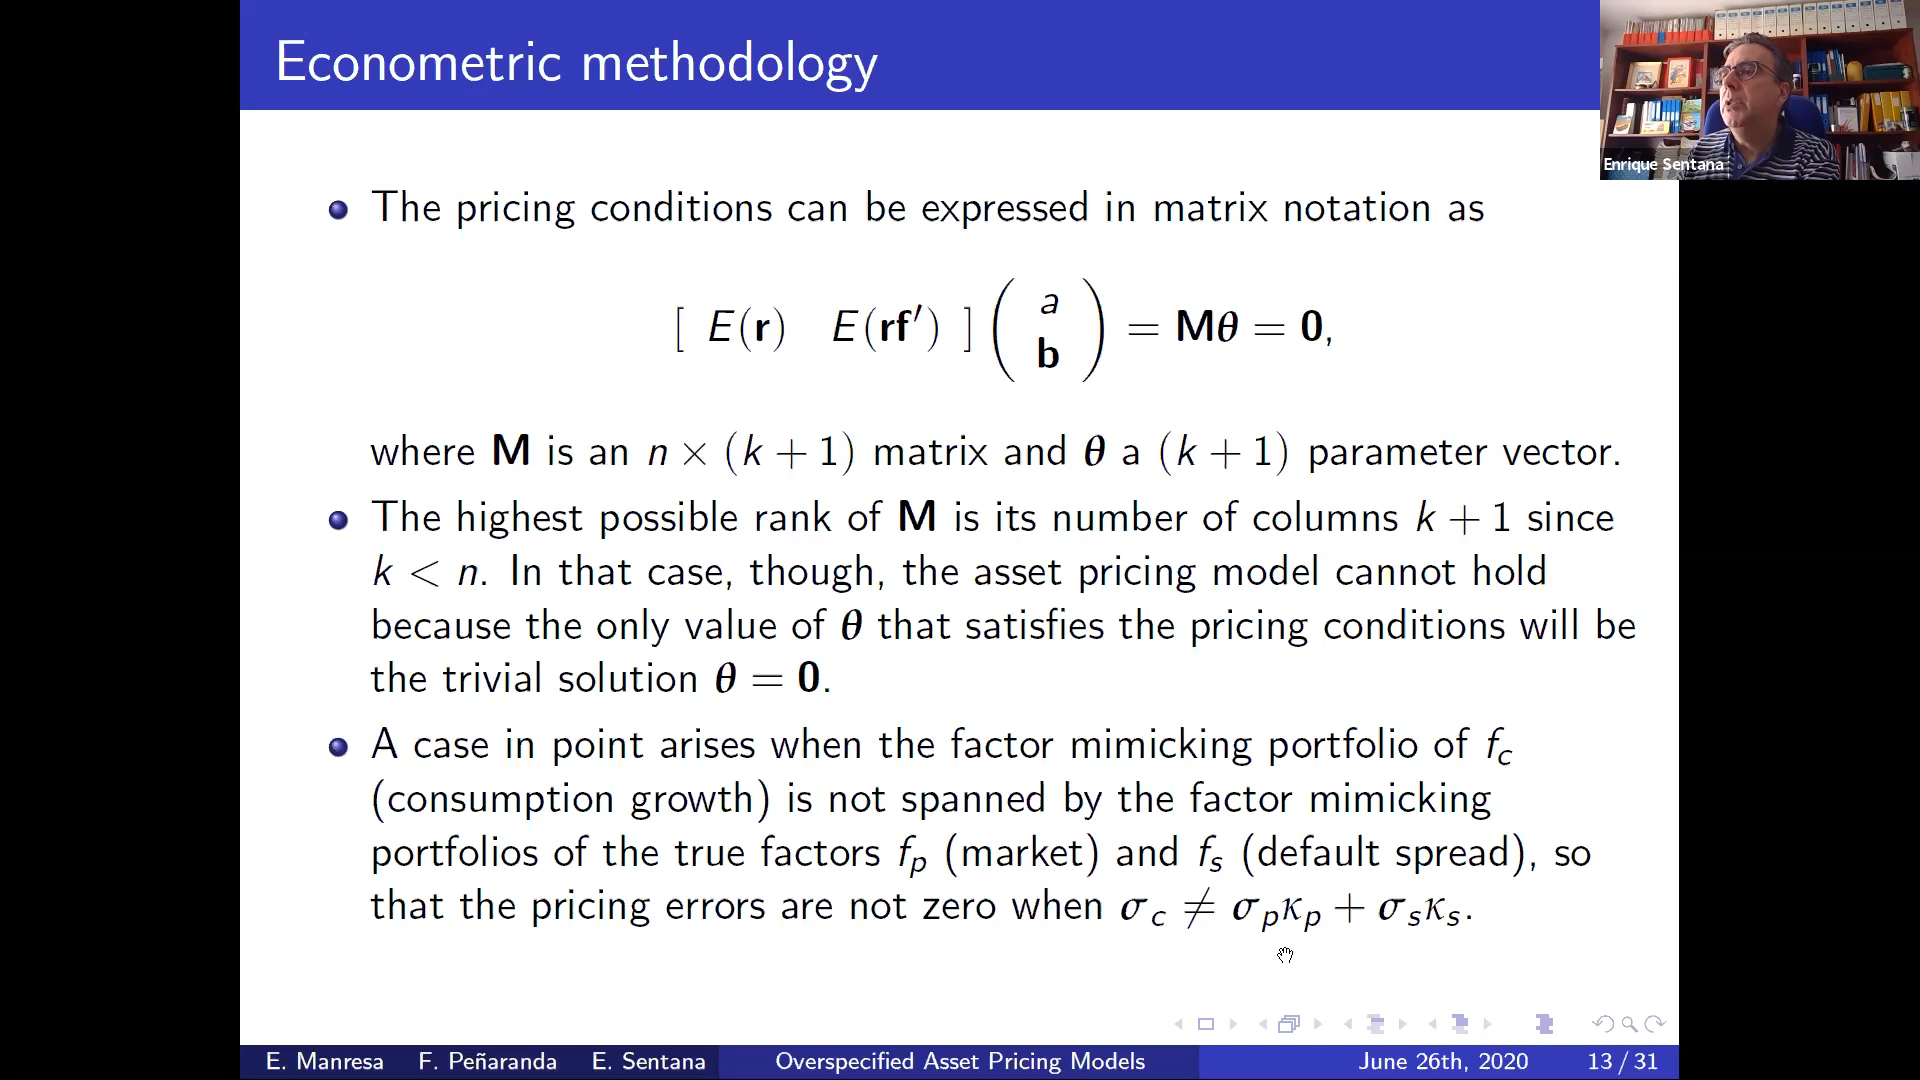 Econometric methodology
Enrique Sentana
The pricing conditions can be expressed in matrix notation as
[ E(r) E(rf′) ] ( a b ) = Mθ = 0,
where M is an n × (k + 1) matrix and θ a (k + 1) parameter vector.
The highest possible rank of M is its number of columns k + 1 since
k < n. In that case, though, the asset pricing model cannot hold
because the only value of θ that satisfies the pricing conditions will be
the trivial solution θ = 0.
A case in point arises when the factor mimicking portfolio of f_c
(consumption growth) is not spanned by the factor mimicking
portfolios of the true factors f_p (market) and f_s (default spread), so
that the pricing errors are not zero when σ_c ≠ σ_pκ_p + σ_sκ_s.
E. Manresa F. Peñaranda E. Sentana Overspecified Asset Pricing Models June 26th, 2020 13 / 31